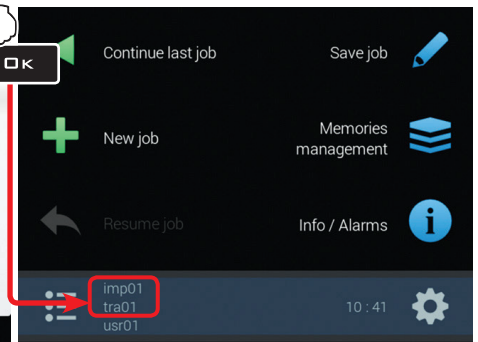 OK
Continue last job
Save job
New job
Memories
management
Resume job
Info / Alarms
i
imp01
tra01
usr01
10 : 41